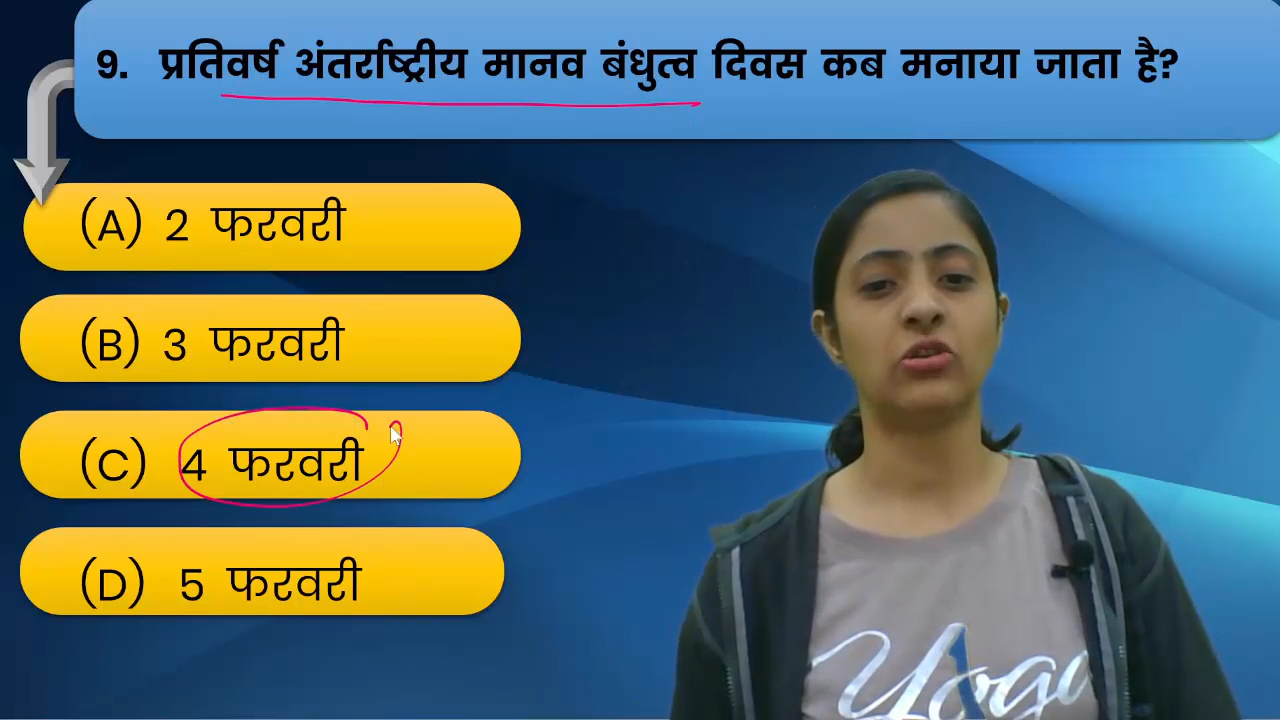 9. प्रतिवर्ष अंतर्राष्ट्रीय मानव बंधुत्व दिवस कब मनाया जाता है?
(A) 2 फरवरी
(B) 3 फरवरी
(C) 4 फरवरी
(D) 5 फरवरी
Yoga